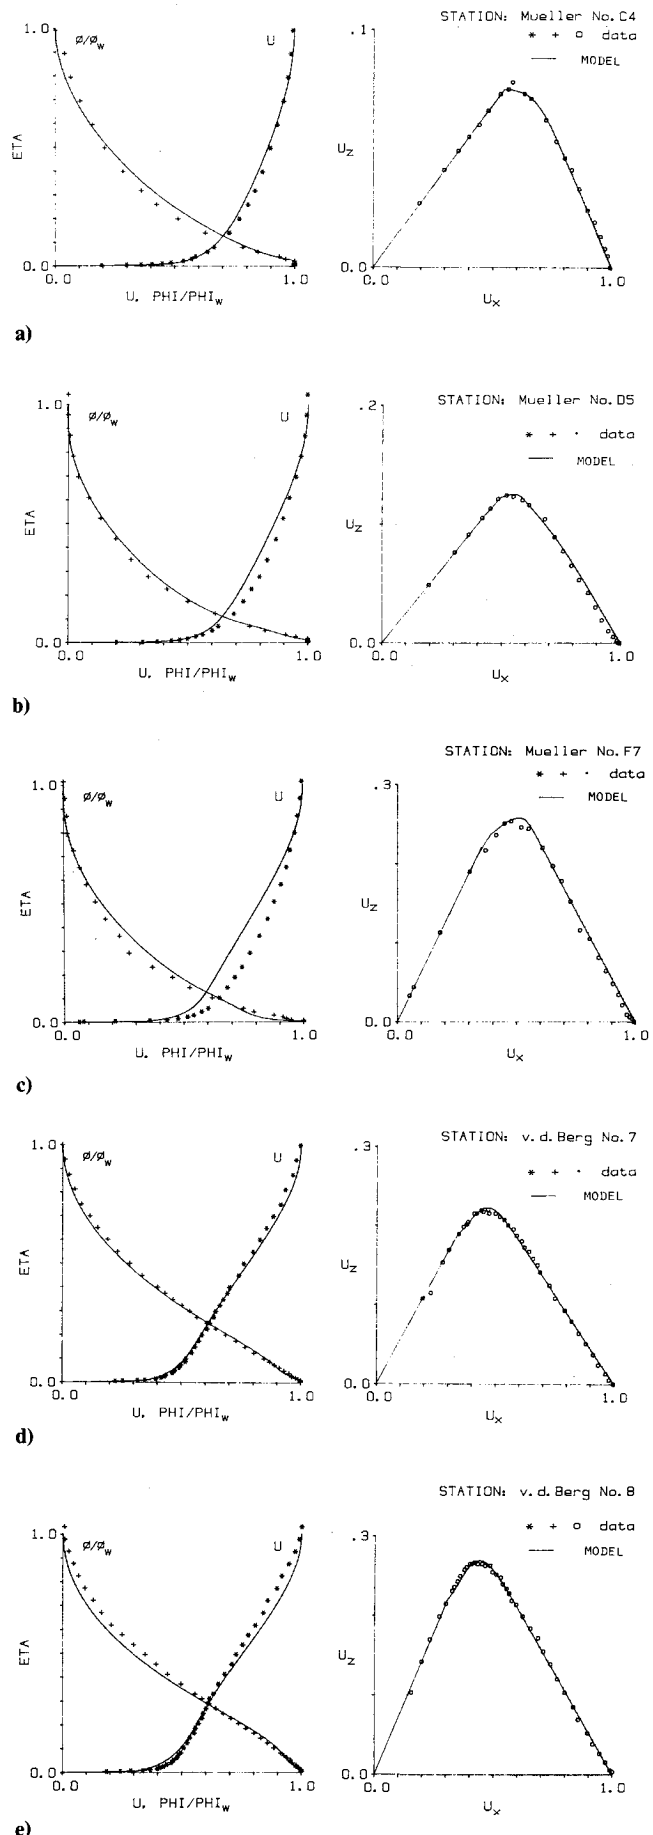 STATION: Mueller No.C4
* + o data
— MODEL
1.0
Ø/Øw
U
ETA
0.0
0.0
1.0
U. PHI/PHIw
.1
Uz
0.0
0.0
1.0
Ux
a)
STATION: Mueller No.D5
* + · data
— MODEL
1.0
Ø/Øw
U
ETA
0.0
0.0
1.0
U. PHI/PHIw
.2
Uz
0.0
0.0
1.0
Ux
b)
STATION: Mueller No.F7
* + · data
— MODEL
1.0
Ø/Øw
U
ETA
0.0
0.0
1.0
U. PHI/PHIw
.3
Uz
0.0
0.0
1.0
Ux
c)
STATION: v.d.Berg No.7
* + · data
— MODEL
1.0
Ø/Øw
U
ETA
0.0
0.0
1.0
U. PHI/PHIw
.3
Uz
0.0
0.0
1.0
Ux
d)
STATION: v.d.Berg No.8
* + o data
— MODEL
1.0
Ø/Øw
U
ETA
0.0
0.0
1.0
U. PHI/PHIw
.3
Uz
0.0
0.0
1.0
Ux
e)